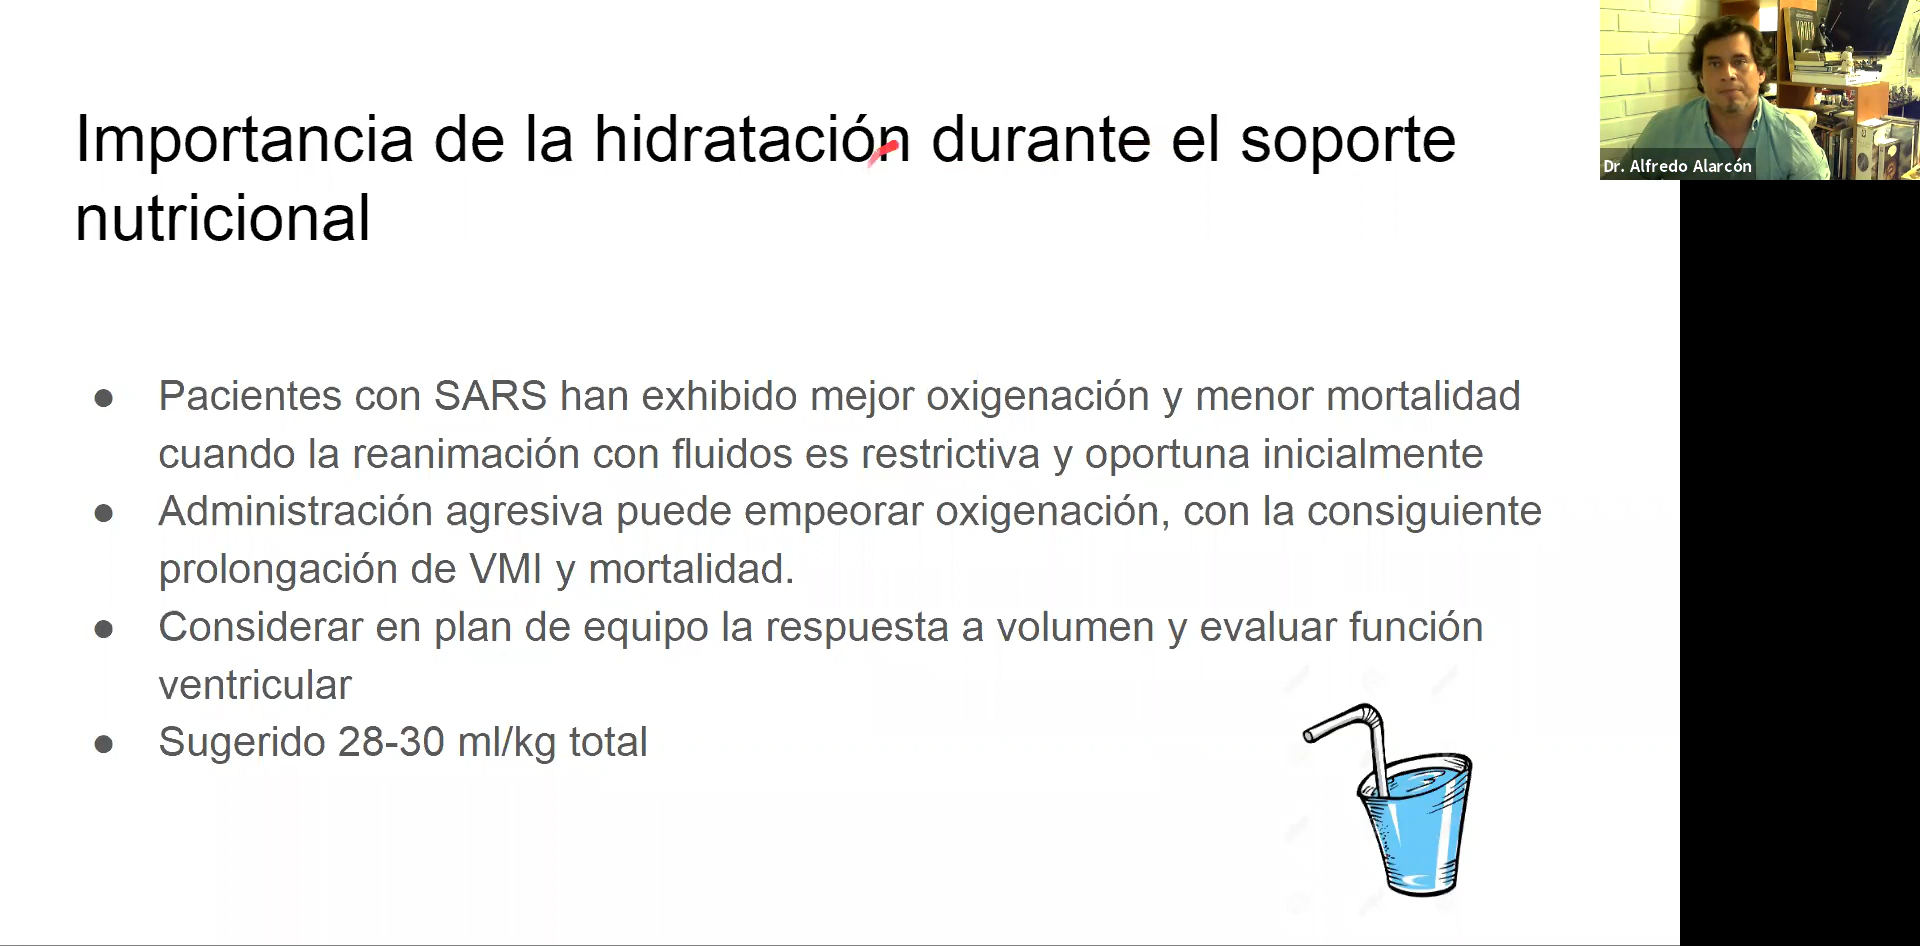 Importancia de la hidratación durante el soporte
nutricional
● Pacientes con SARS han exhibido mejor oxigenación y menor mortalidad
cuando la reanimación con fluidos es restrictiva y oportuna inicialmente
● Administración agresiva puede empeorar oxigenación, con la consiguiente
prolongación de VMI y mortalidad.
● Considerar en plan de equipo la respuesta a volumen y evaluar función
ventricular
● Sugerido 28-30 ml/kg total
Dr. Alfredo Alarcón